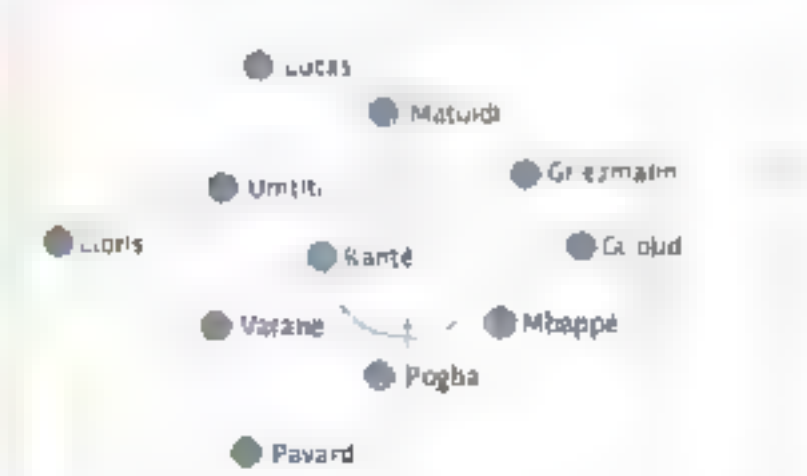 Lucas
Matuidi
Griezmann
Umtiti
Lloris
Giroud
Kanté
Mbappé
Varane
Pogba
Pavard